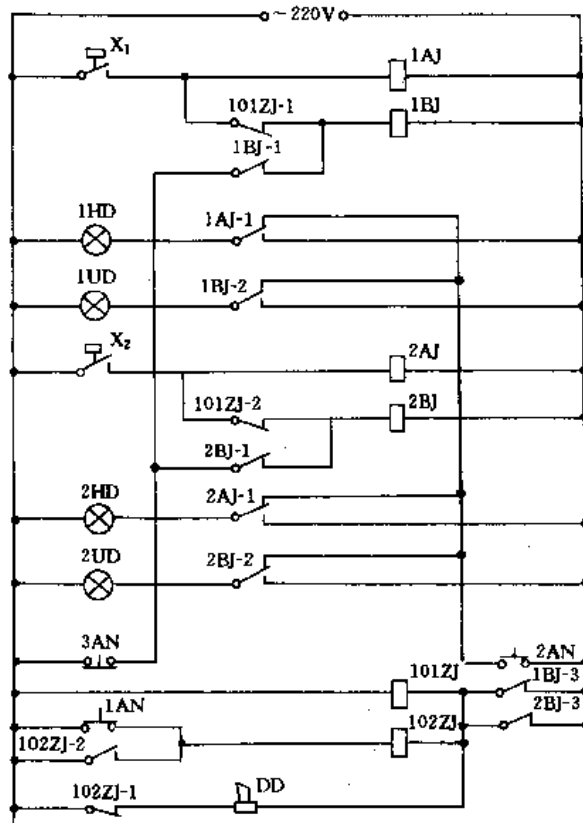 ~220V
X₁
1AJ
101ZJ-1
1BJ
1BJ-1
1HD
1AJ-1
1UD
1BJ-2
X₂
2AJ
101ZJ-2
2BJ
2BJ-1
2HD
2AJ-1
2UD
2BJ-2
3AN
2AN
101ZJ
1BJ-3
1AN
102ZJ
2BJ-3
102ZJ-2
102ZJ-1
DD